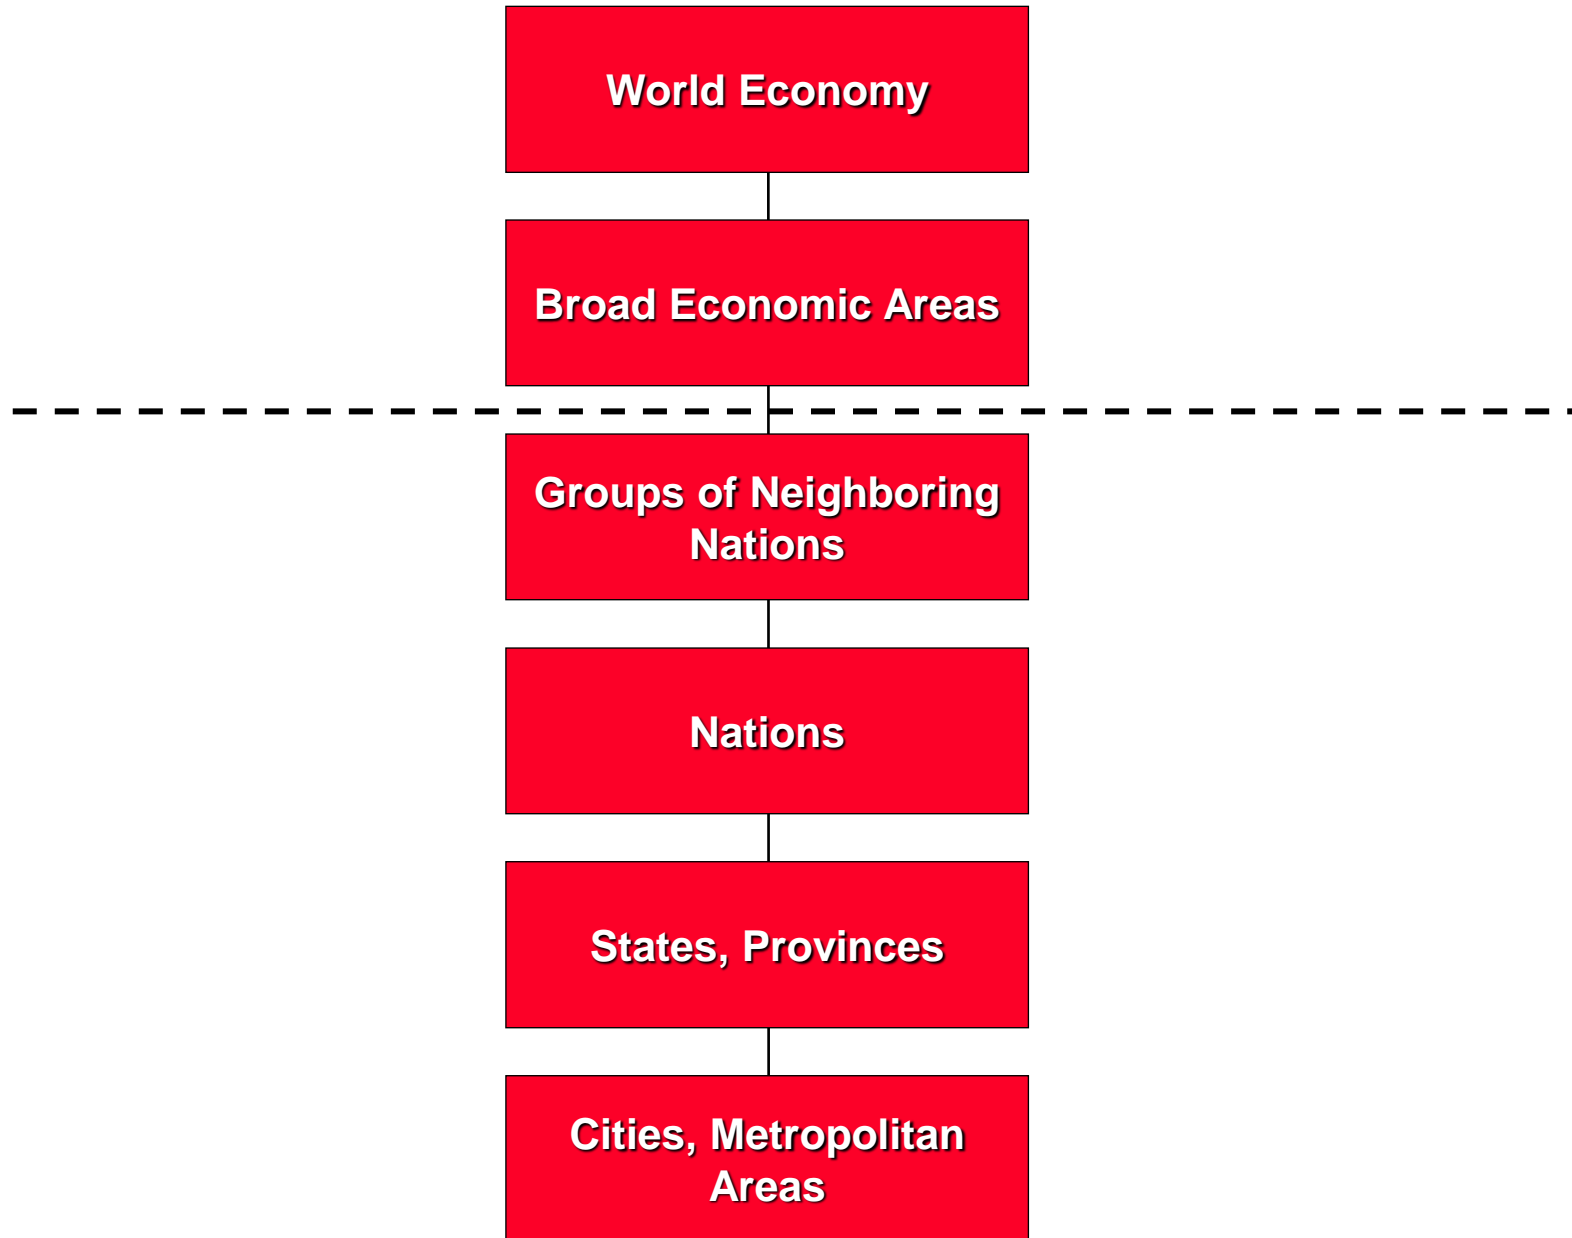 World Economy
Broad Economic Areas
Groups of Neighboring
Nations
Nations
States, Provinces
Cities, Metropolitan
Areas